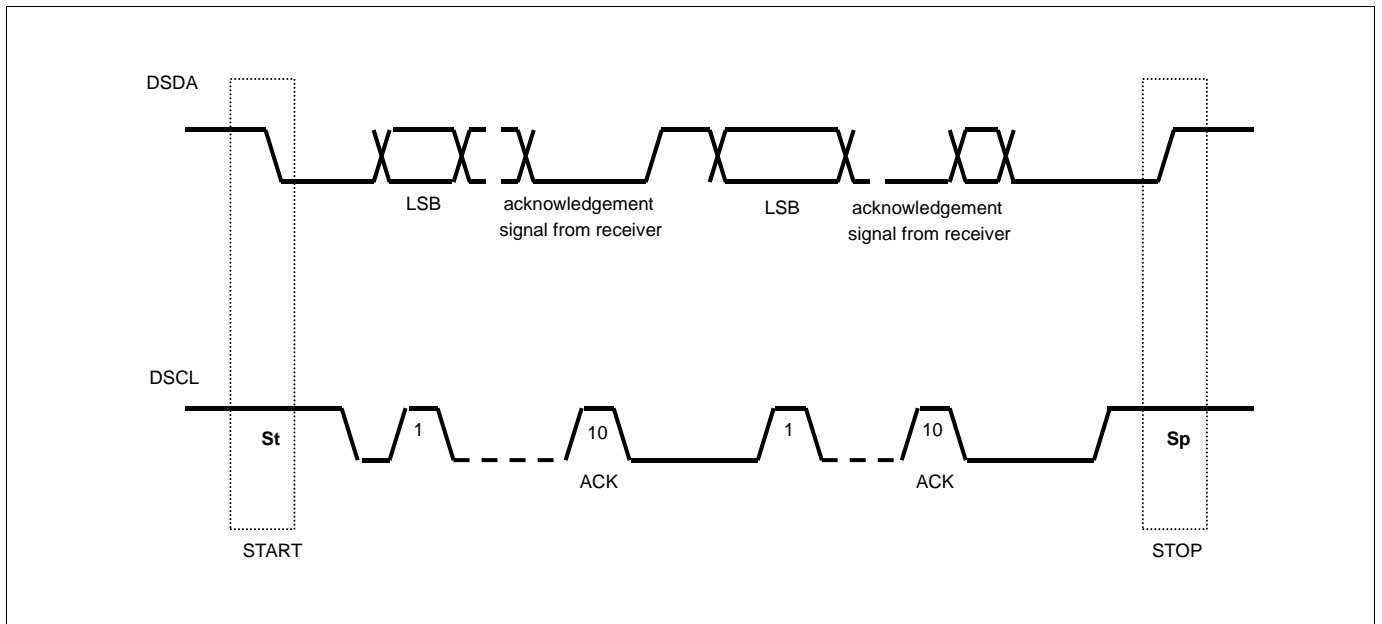 DSDA
LSB
acknowledgement
signal from receiver
LSB
acknowledgement
signal from receiver
DSCL
St
1
10
1
10
Sp
ACK
ACK
START
STOP